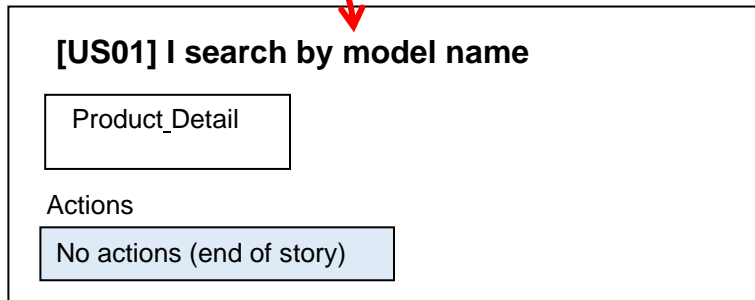 [US01] I search by model name
Product_Detail
Actions
No actions (end of story)